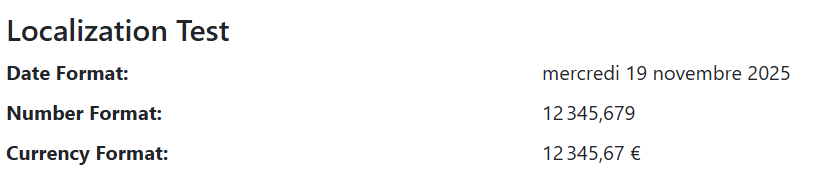 Localization Test
Date Format: mercredi 19 novembre 2025
Number Format: 12 345,679
Currency Format: 12 345,67 €